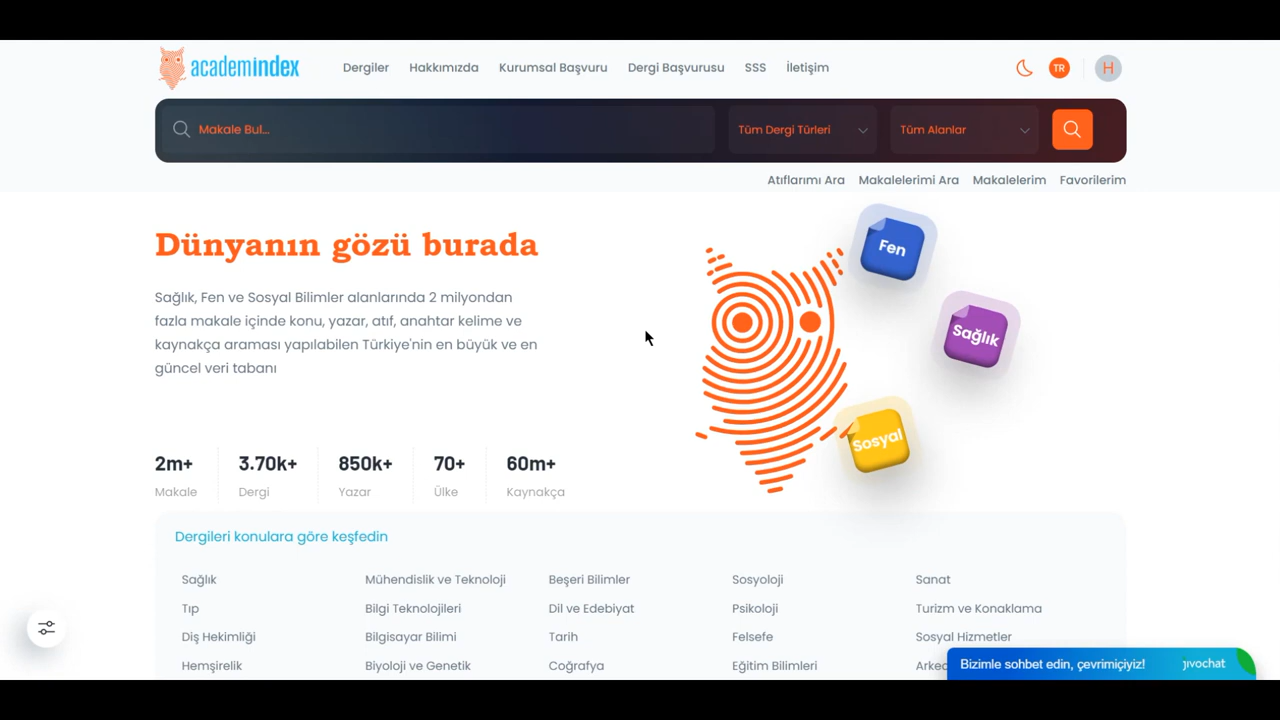 academindex
Dergiler Hakkımızda Kurumsal Başvuru Dergi Başvurusu SSS İletişim
TR H
Makale Bul... Tüm Dergi Türleri Tüm Alanlar
Atıflarımı Ara Makalelerimi Ara Makalelerim Favorilerim
Dünyanın gözü burada
Sağlık, Fen ve Sosyal Bilimler alanlarında 2 milyondan
fazla makale içinde konu, yazar, atıf, anahtar kelime ve
kaynakça araması yapılabilen Türkiye'nin en büyük ve en
güncel veri tabanı
Fen
Sağlık
Sosyal
2m+ 3.70k+ 850k+ 70+ 60m+
Makale Dergi Yazar Ülke Kaynakça
Dergileri konulara göre keşfedin
Sağlık Mühendislik ve Teknoloji Beşeri Bilimler Sosyoloji Sanat
Tıp Bilgi Teknolojileri Dil ve Edebiyat Psikoloji Turizm ve Konaklama
Diş Hekimliği Bilgisayar Bilimi Tarih Felsefe Sosyal Hizmetler
Hemşirelik Biyoloji ve Genetik Coğrafya Eğitim Bilimleri
Bizimle sohbet edin, çevrimiçiyiz! jivochat